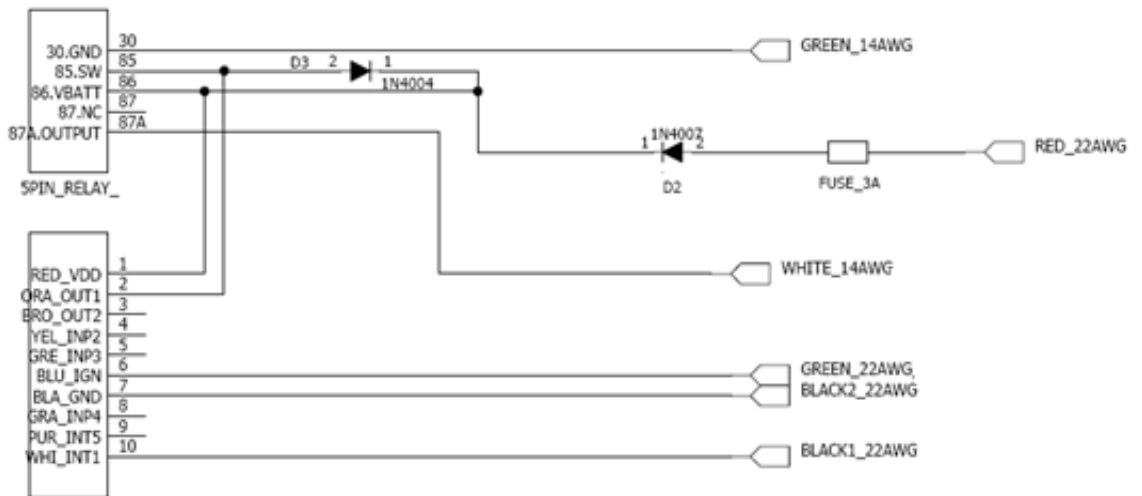 30
30.GND
GREEN_14AWG
85
85.SW
D3 2 1
86
1N4004
86.VBATT
87
87.NC
87A
87A.OUTPUT
1N4007
1 2
RED_22AWG
D2
FUSE_3A
5PIN_RELAY_
1
RED_VDD
WHITE_14AWG
2
ORA_OUT1
3
BRO_OUT2
4
YEL_INP2
5
GRE_INP3
6
BLU_IGN
GREEN_22AWG
7
BLA_GND
BLACK2_22AWG
8
GRA_INP4
9
PUR_INT5
10
WHI_INT1
BLACK1_22AWG